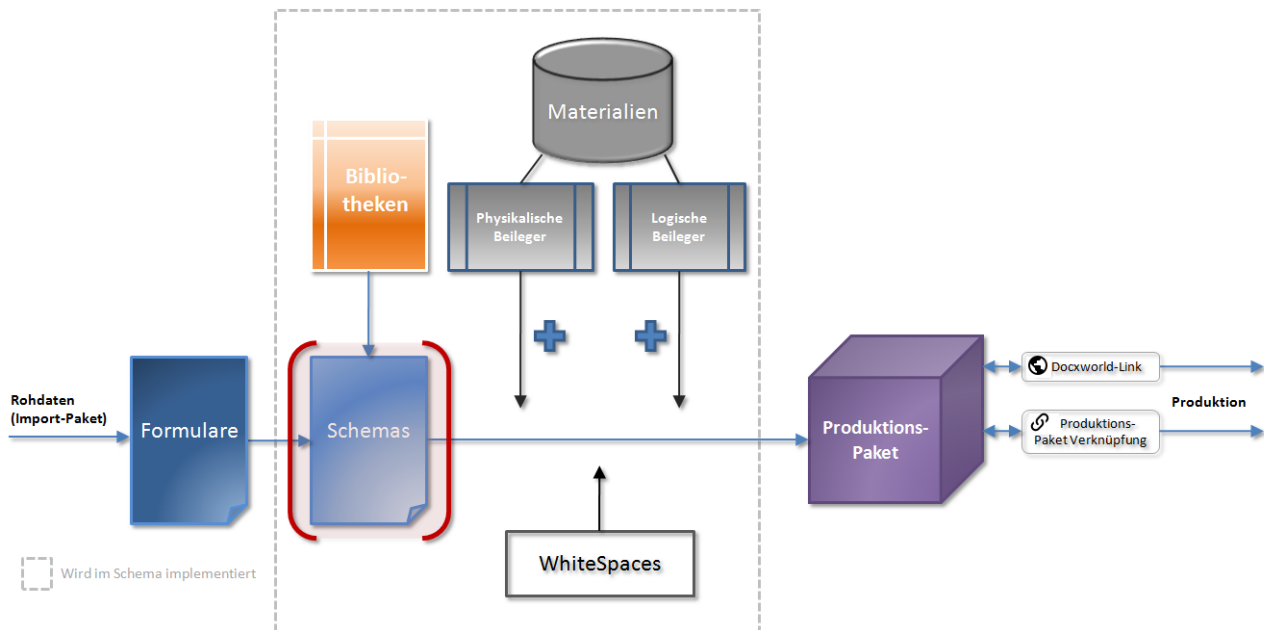 Materialien
Biblio-
theken
Physikalische
Beileger
Logische
Beileger
Rohdaten
(Import-Paket)
Formulare
Schemas
Produktions-
Paket
Docxworld-Link
Produktion
Produktions-
Paket Verknüpfung
WhiteSpaces
Wird im Schema implementiert